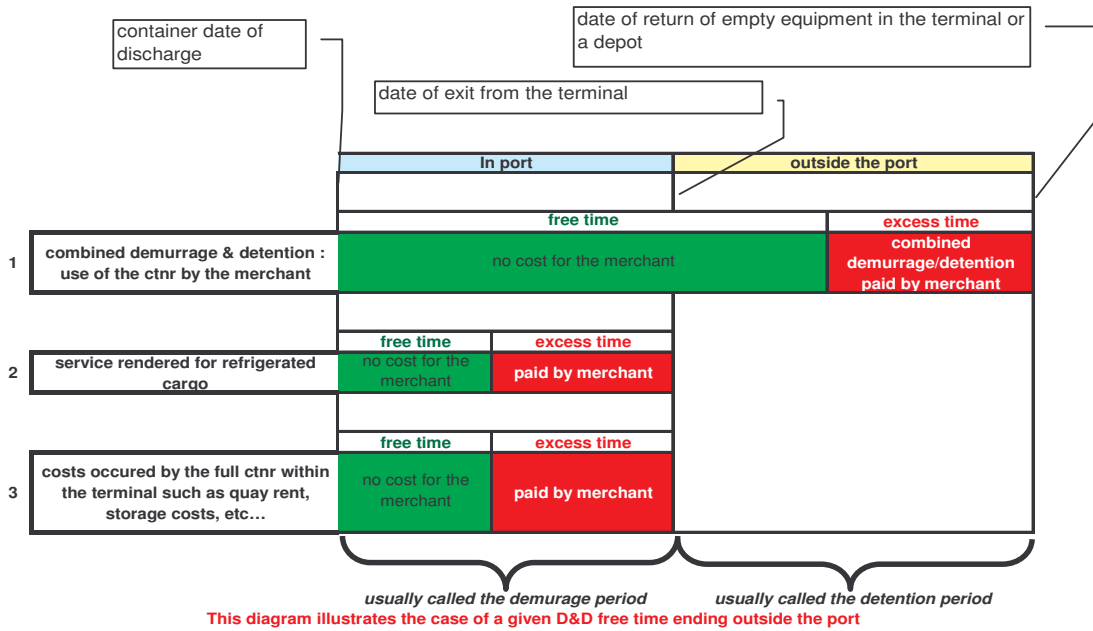 container date of
discharge
date of return of empty equipment in the terminal or
a depot
date of exit from the terminal
In port
outside the port
free time
excess time
1
combined demurrage & detention :
use of the ctnr by the merchant
no cost for the merchant
combined
demurrage/detention
paid by merchant
free time
excess time
2
service rendered for refrigerated
cargo
no cost for the
merchant
paid by merchant
free time
excess time
3
costs occured by the full ctnr within
the terminal such as quay rent,
storage costs, etc…
no cost for the
merchant
paid by merchant
usually called the demurage period
usually called the detention period
This diagram illustrates the case of a given D&D free time ending outside the port